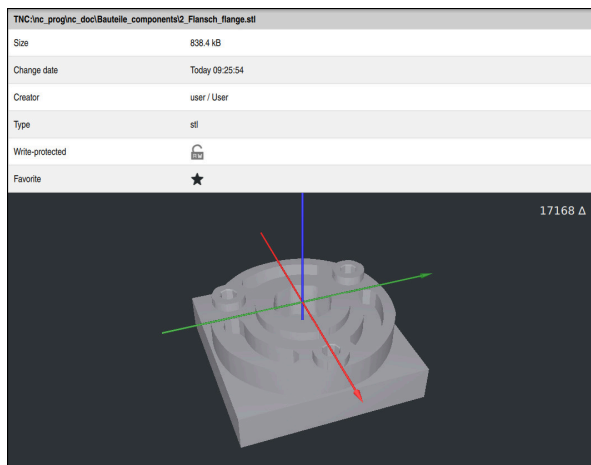 TNC:\nc_prog\nc_doc\Bauteile_components\2_Flansch_flange.stl
Size 838.4 kB
Change date Today 09:25:54
Creator user / User
Type stl
Write-protected
Favorite
17168 Δ